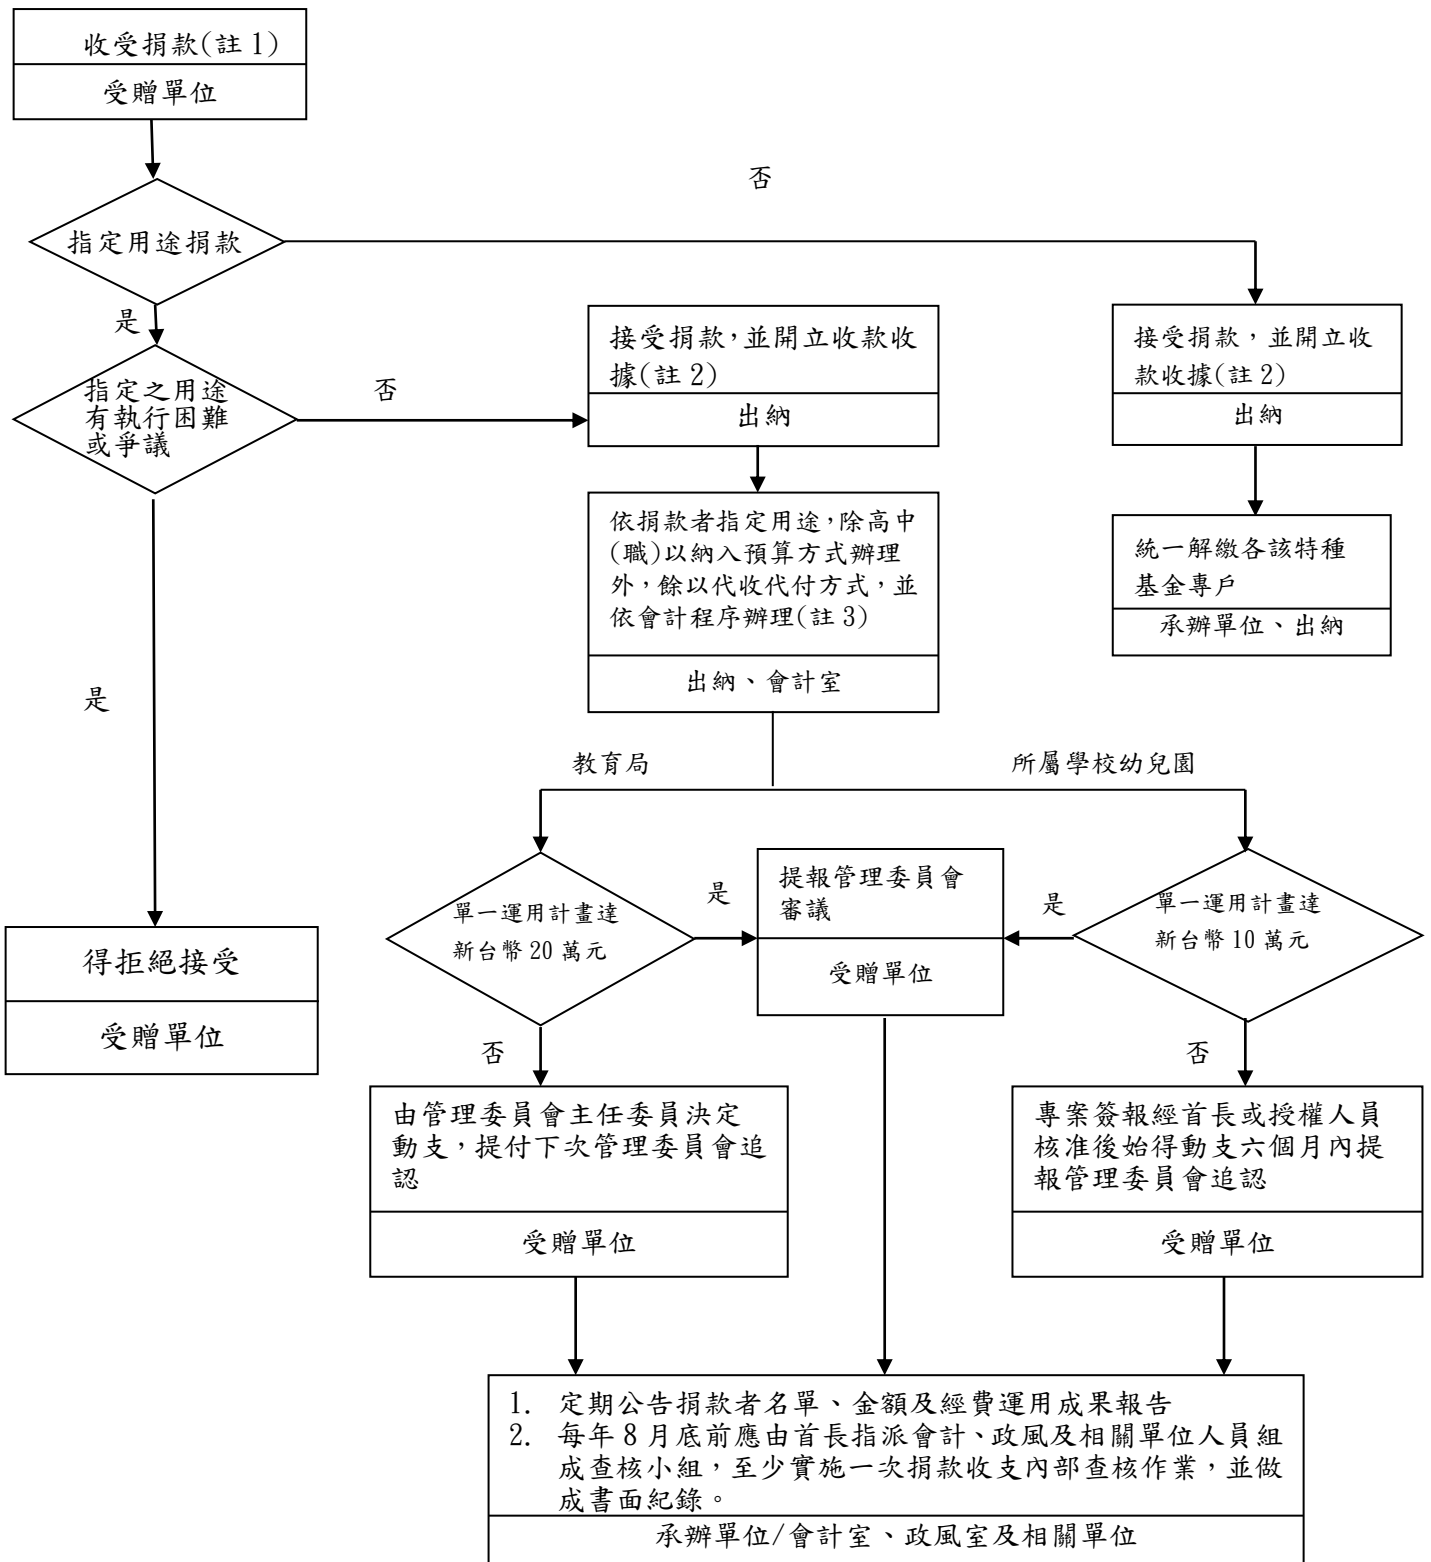 收受捐款(註 1)
受贈單位
否
指定用途捐款
是
指定之用途
有執行困難
或爭議
否
接受捐款,並開立收款收
據(註 2)
出納
接受捐款,並開立收
款收據(註 2)
出納
依捐款者指定用途,除高中
(職)以納入預算方式辦理
外,餘以代收代付方式,並
依會計程序辦理(註 3)
出納、會計室
統一解繳各該特種
基金專戶
承辦單位、出納
是
教育局
所屬學校幼兒園
單一運用計畫達
新台幣 20 萬元
是
提報管理委員會
審議
受贈單位
是
單一運用計畫達
新台幣 10 萬元
得拒絕接受
受贈單位
否
否
由管理委員會主任委員決定
動支,提付下次管理委員會追
認
受贈單位
專案簽報經首長或授權人員
核准後始得動支六個月內提
報管理委員會追認
受贈單位
1. 定期公告捐款者名單、金額及經費運用成果報告
2. 每年 8 月底前應由首長指派會計、政風及相關單位人員組
成查核小組,至少實施一次捐款收支內部查核作業,並做
成書面紀錄。
承辦單位/會計室、政風室及相關單位